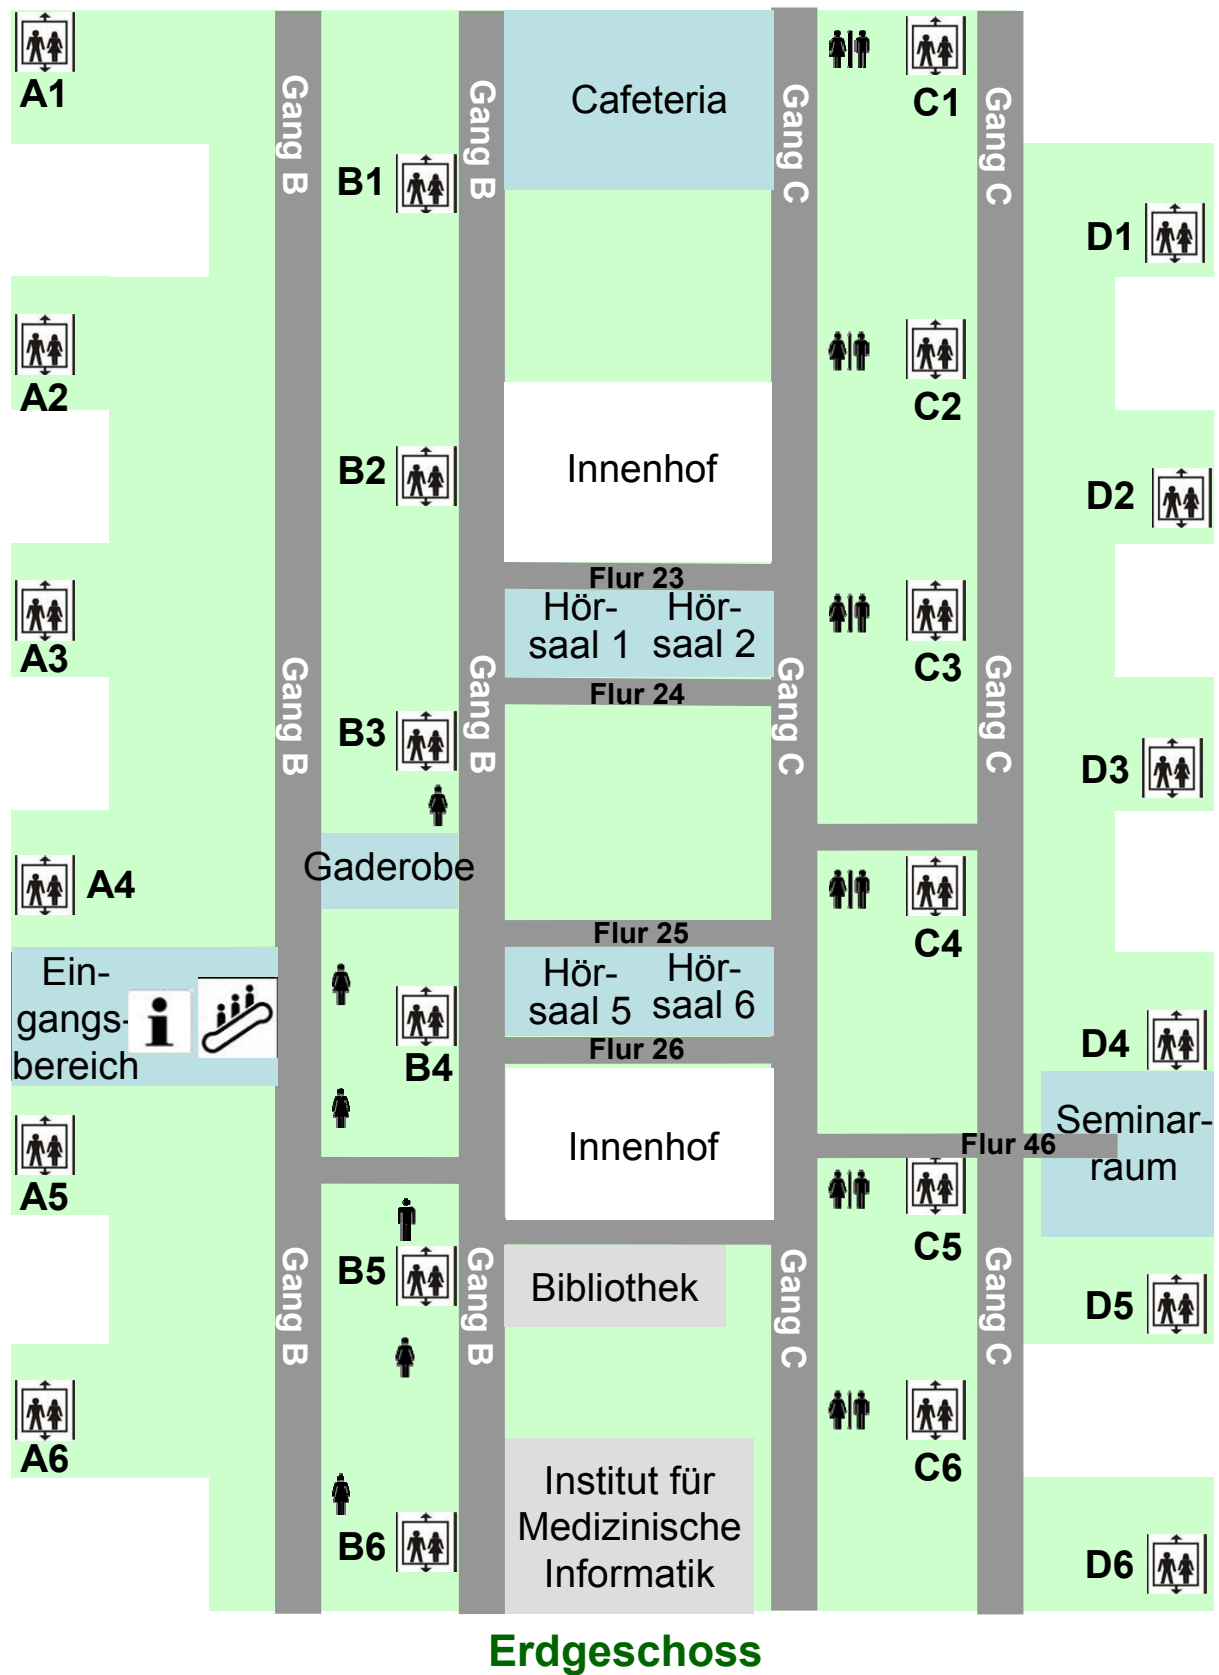 A1
Gang B
Gang B
Cafeteria
Gang C
C1
Gang C
B1
D1
A2
C2
B2
Innenhof
D2
Flur 23
Hör-
saal 1
Hör-
saal 2
A3
C3
Gang B
Gang B
Flur 24
Gang C
Gang C
B3
D3
Gaderobe
A4
Flur 25
C4
Ein-
gangs-
bereich
Hör-
saal 5
Hör-
saal 6
B4
Flur 26
D4
Seminar-
raum
Innenhof
Flur 46
A5
C5
Gang B
B5
Gang B
Bibliothek
Gang C
Gang C
D5
A6
C6
Institut für
Medizinische
Informatik
B6
D6
Erdgeschoss